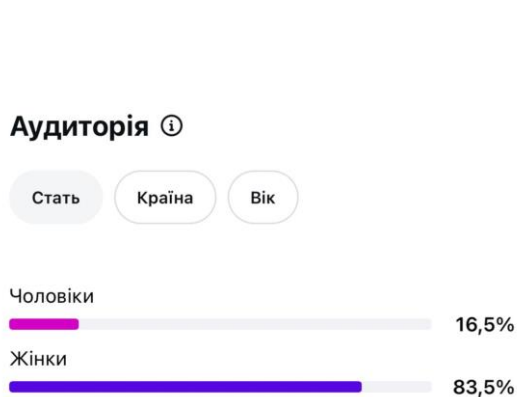 Аудиторія
Стать Країна Вік
Чоловіки
16,5%
Жінки
83,5%